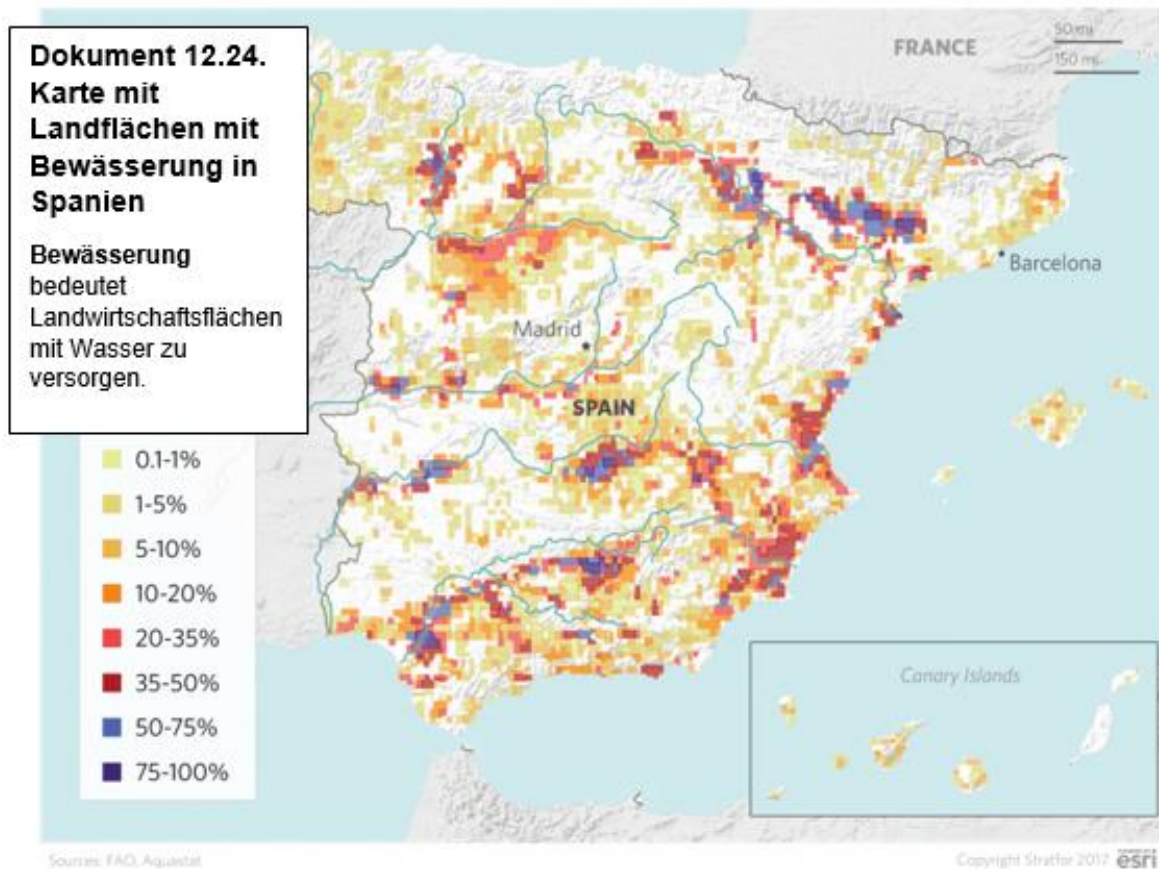 Dokument 12.24.
Karte mit
Landflächen mit
Bewässerung in
Spanien
Bewässerung
bedeutet
Landwirtschaftsflächen
mit Wasser zu
versorgen.
FRANCE
50 mi
150 mi
Barcelona
Madrid
SPAIN
0.1-1%
1-5%
5-10%
10-20%
20-35%
35-50%
50-75%
75-100%
Canary Islands
Sources: FAO, Aquastat
Copyright Stratfor 2017
esri